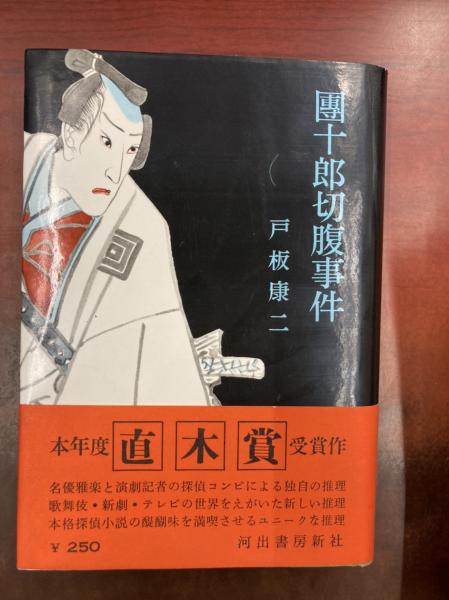 團十郎切腹事件
戸板康二
本年度 直木賞 受賞作
名優雅楽と演劇記者の探偵コンビによる独自の推理
歌舞伎・新劇・テレビの世界をえがいた新しい推理
本格探偵小説の醍醐味を満喫させるユニークな推理
¥ 250
河出書房新社